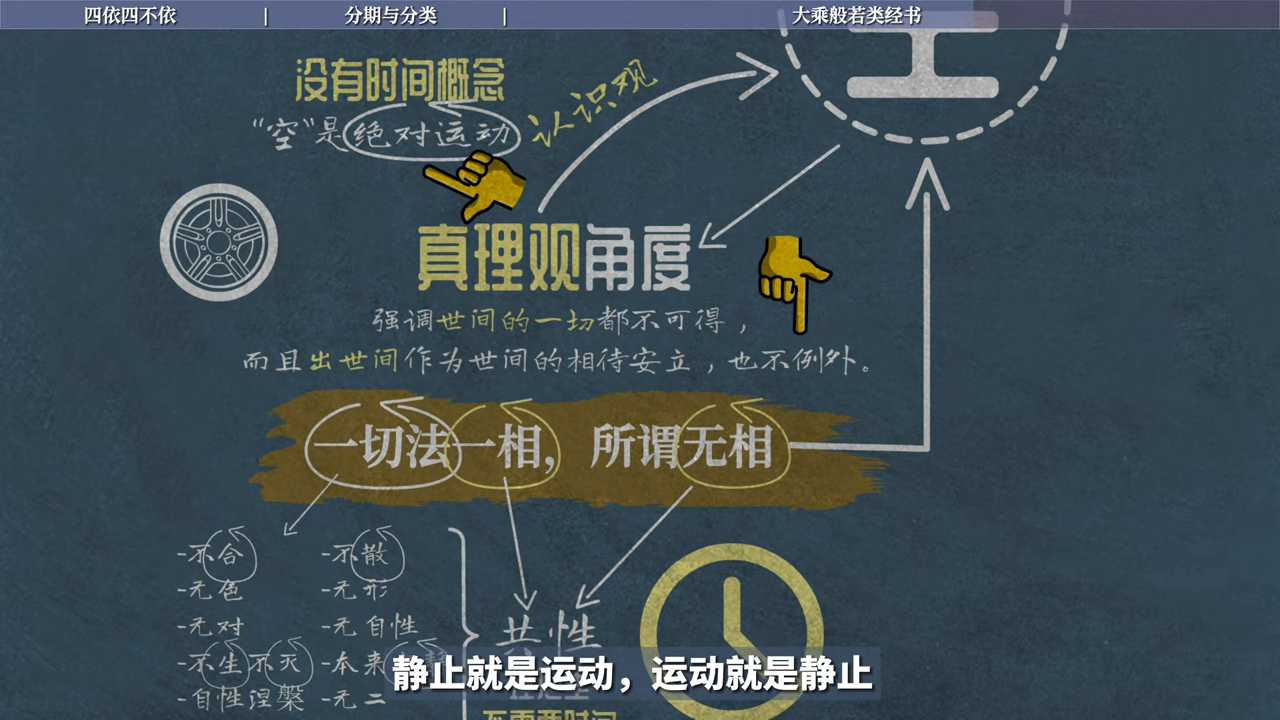 四依四不依 | 分期与分类 | 大乘般若类经书
空
没有时间概念
“空”是绝对运动
认识观
真理观角度
强调世间的一切都不可得，
而且出世间作为世间的相待安立，也不例外。
一切法一相，所谓无相
-不合 -不散
-无色 -无形
-无对 -无自性
-不生不灭 -本来
-自性涅槃 -无二
共性
静止就是运动，运动就是静止